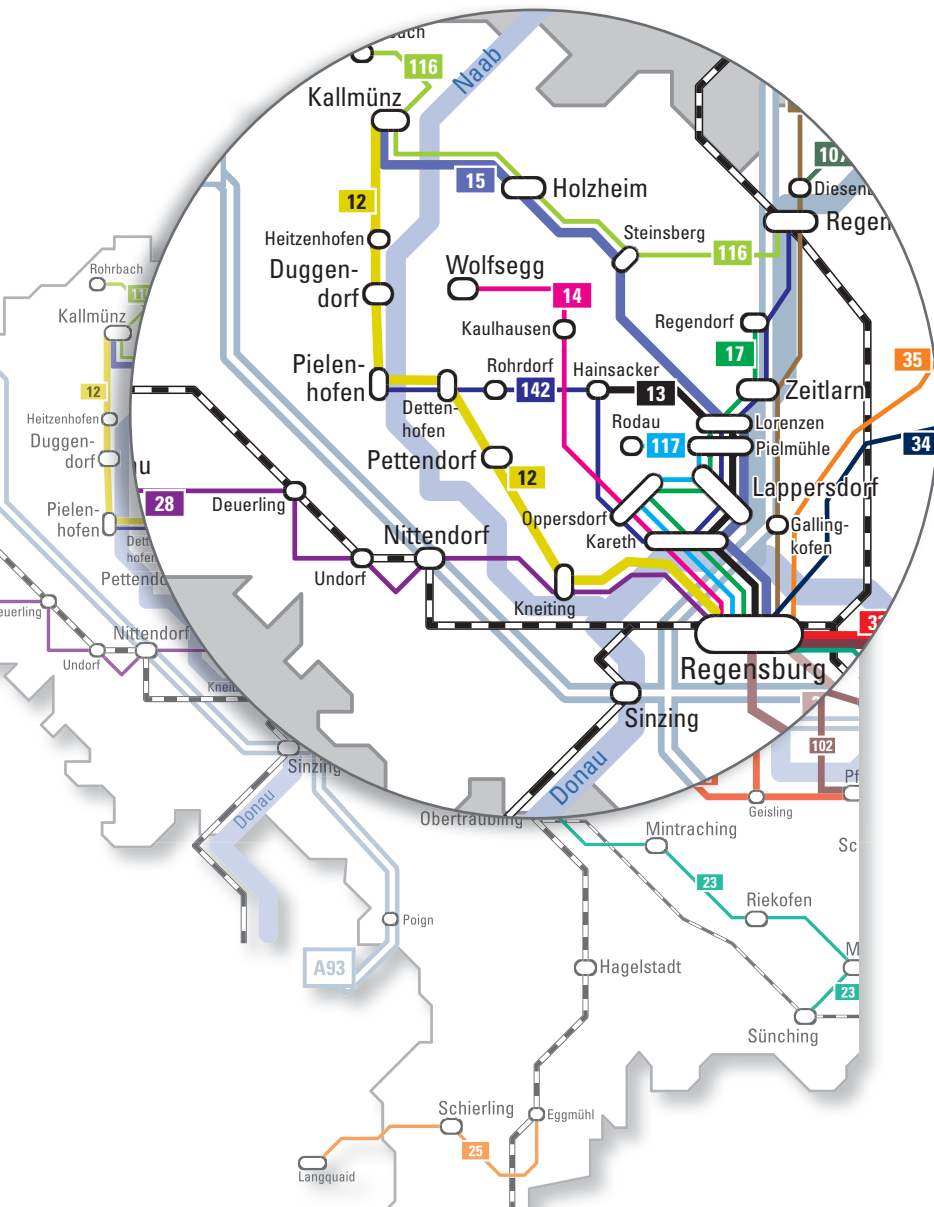 116
Naab
Kallmünz
107
15
Holzheim
12
Heitzenhofen
Steinsberg
116
Duggen-
dorf
Wolfsegg
14
Kaulhausen
Regendorf
17
35
Pielen-
hofen
Rohrdorf
142
Hainsacker
13
Zeitlarn
Detten-
hofen
Rodau
117
Lorenzen
Pielmühle
34
Pettendorf
12
Lappersdorf
28
Deuerling
Oppersdorf
Galling-
kofen
Kareth
Nittendorf
Undorf
Kneiting
Regensburg
Sinzing
Donau
Rohrbach
Kallmünz
12
Heitzenhofen
Duggen-
dorf
Pielen-
hofen
Nittendorf
Undorf
Sinzing
Donau
102
Geisling
Obertraubling
Mintraching
23
Riekofen
Poign
A93
Hagelstadt
23
Sünching
Schierling
Eggmühl
25
Langquaid